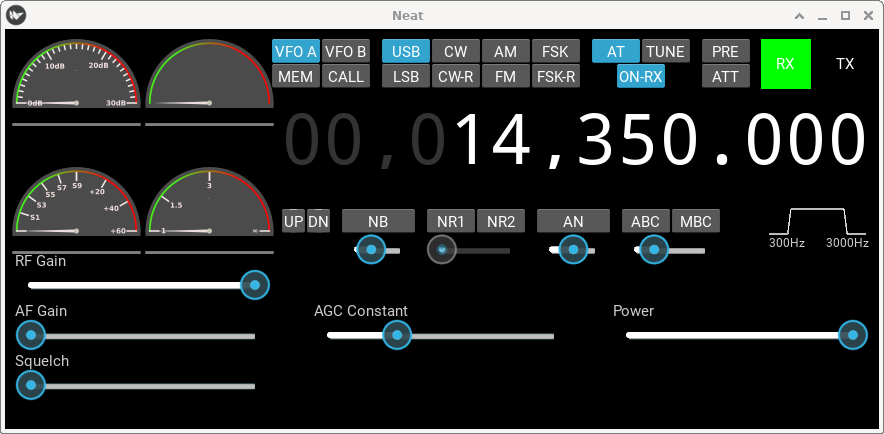 Neat
VFO A VFO B USB CW AM FSK AT TUNE PRE RX TX
MEM CALL LSB CW-R FM FSK-R ON-RX ATT
0dB 10dB 20dB 30dB
00,014,350.000
S1 S3 S5 S7 S9 +20 +40 +60
1 1.5 3 ∞
UP DN NB NR1 NR2 AN ABC MBC
300Hz 3000Hz
RF Gain
AF Gain AGC Constant Power
Squelch